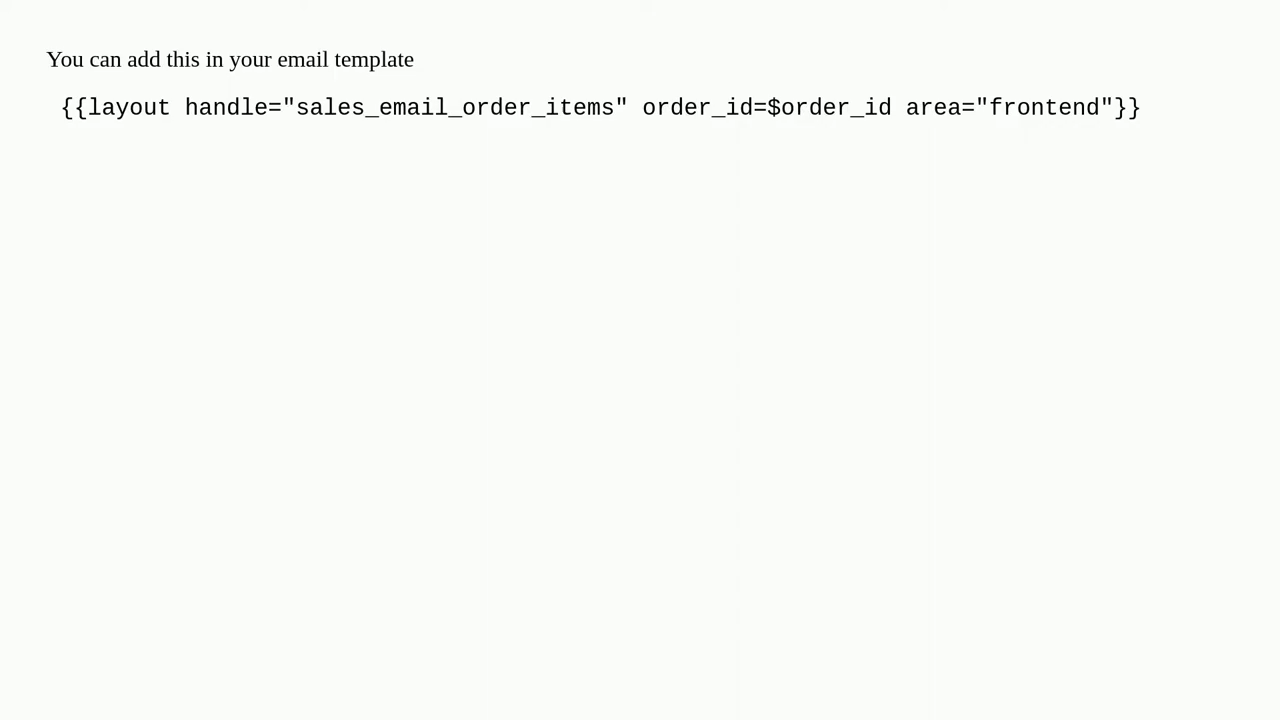 You can add this in your email template
{{layout handle="sales_email_order_items" order_id=$order_id area="frontend"}}